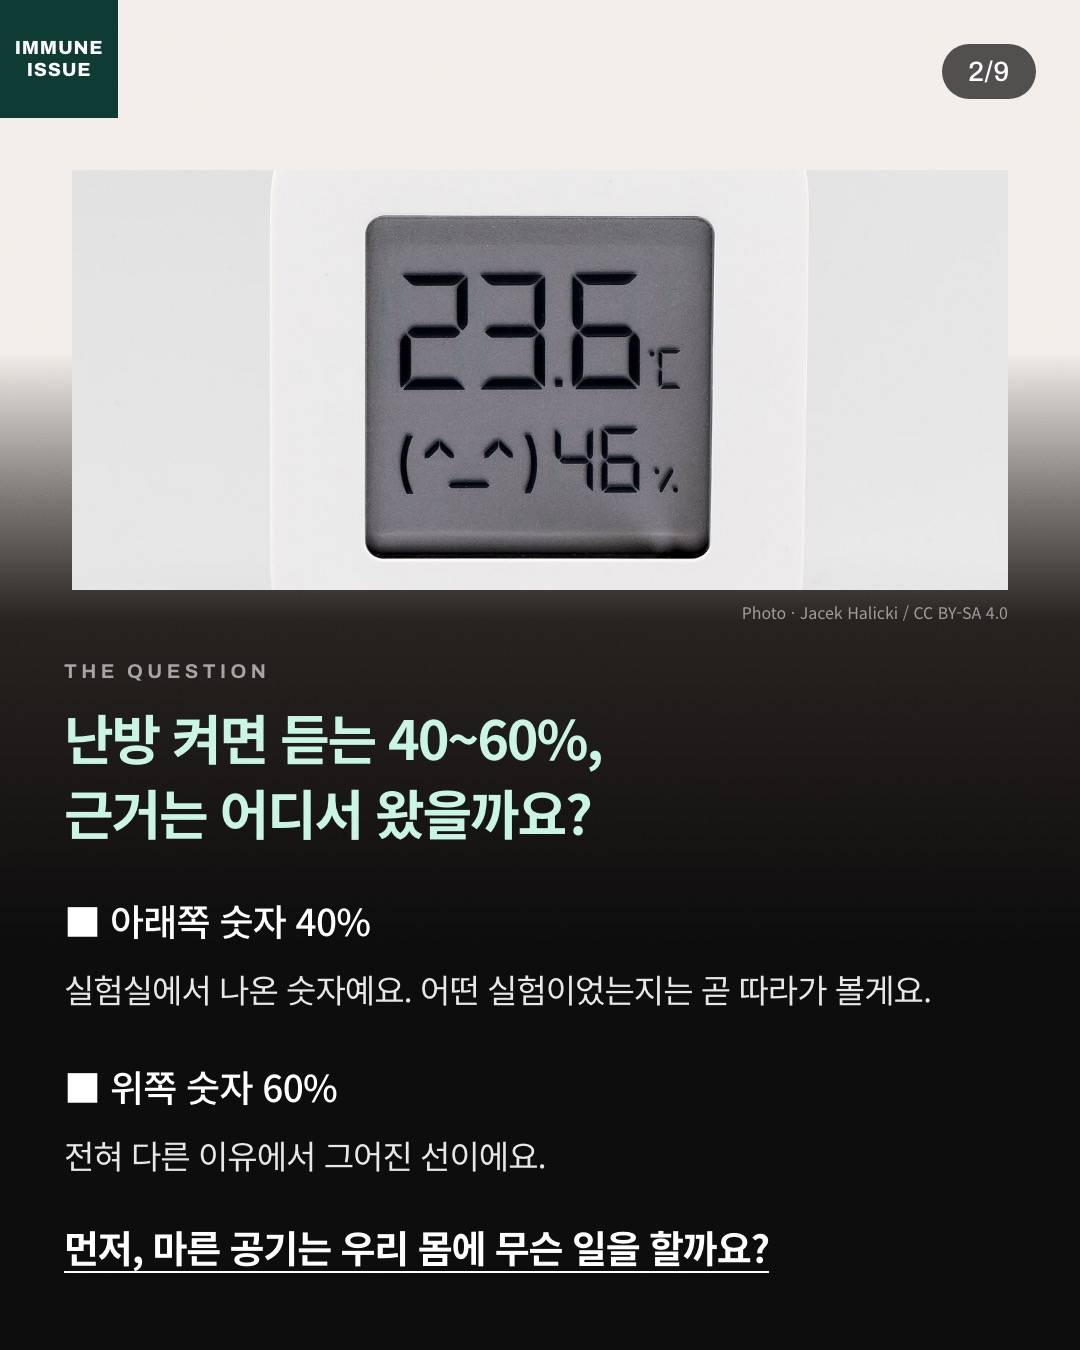 IMMUNE
ISSUE
2/9
23.6 ℃
(^_^) 46 %
Photo · Jacek Halicki / CC BY-SA 4.0
THE QUESTION
난방 켜면 듣는 40~60%,
근거는 어디서 왔을까요?
■ 아래쪽 숫자 40%
실험실에서 나온 숫자예요. 어떤 실험이었는지는 곧 따라가 볼게요.
■ 위쪽 숫자 60%
전혀 다른 이유에서 그어진 선이에요.
먼저, 마른 공기는 우리 몸에 무슨 일을 할까요?